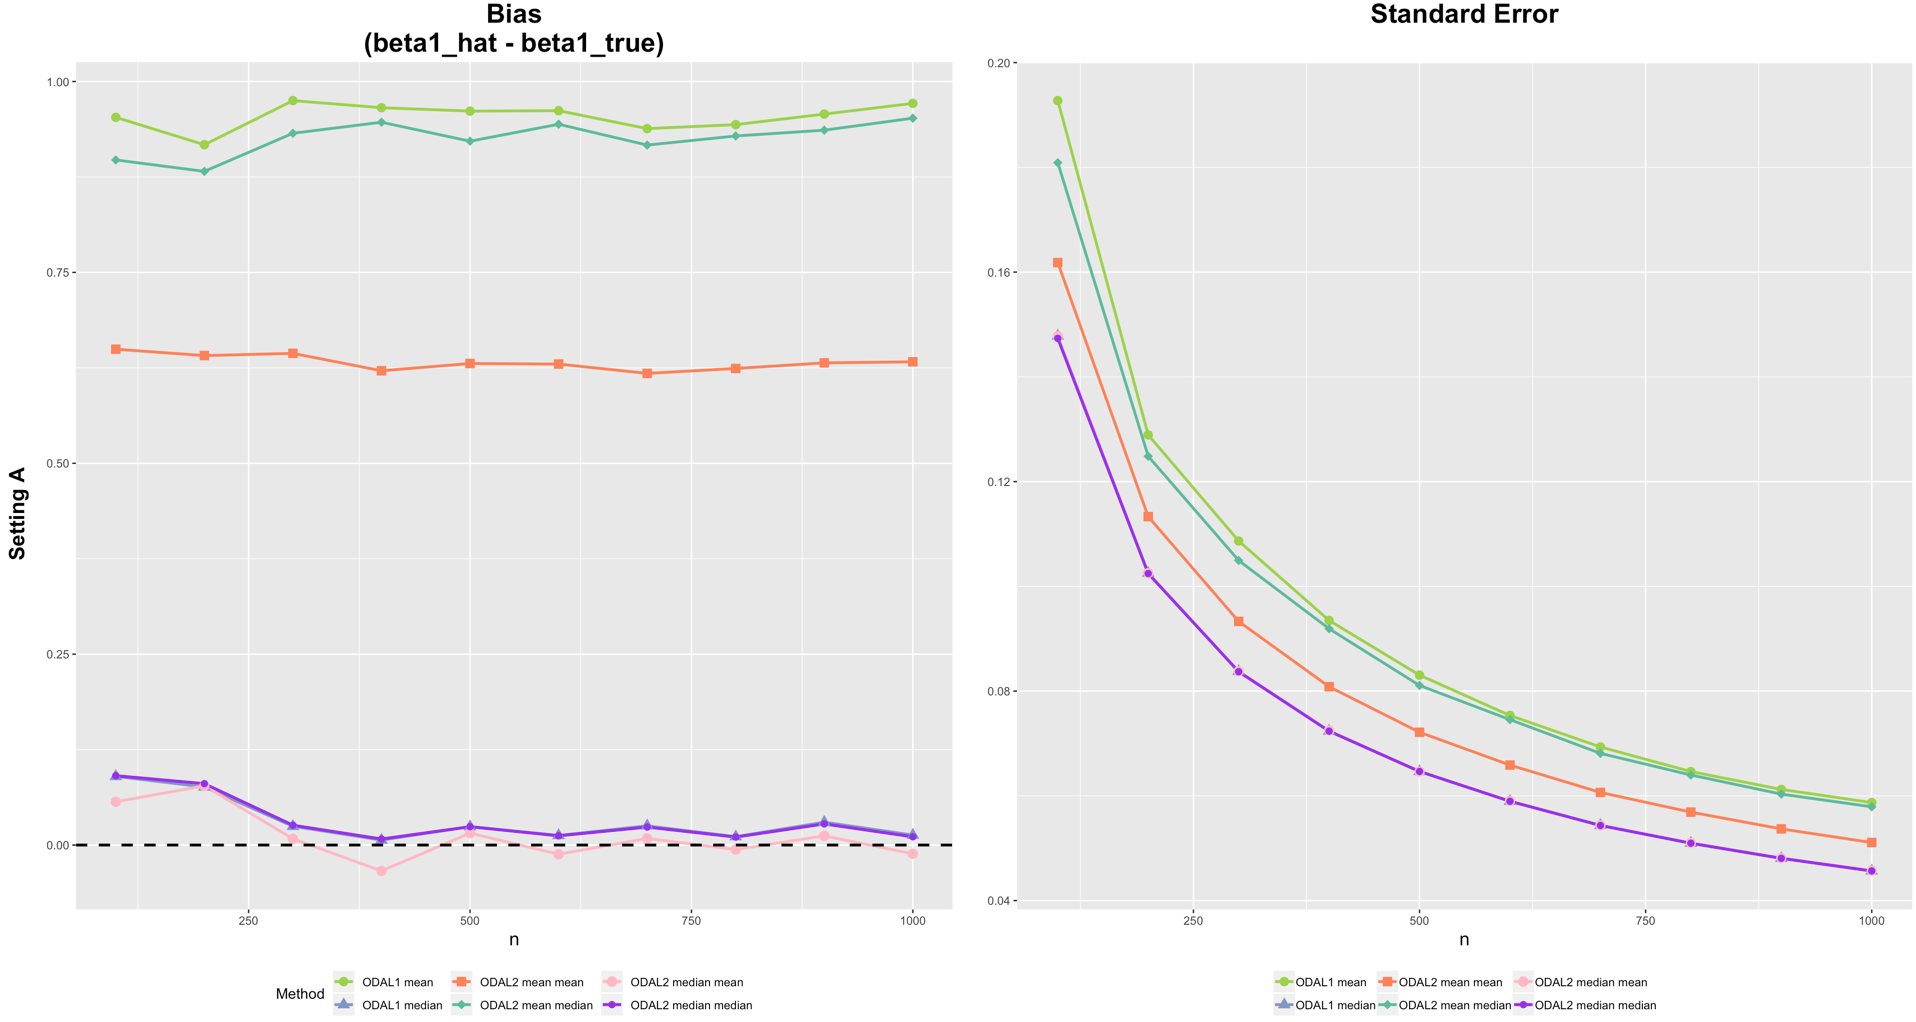 Bias
(beta1_hat - beta1_true)
Setting A
1.00
0.75
0.50
0.25
0.00
250 500 750 1000
n
Method
ODAL1 mean ODAL2 mean mean ODAL2 median mean
ODAL1 median ODAL2 mean median ODAL2 median median
Standard Error
0.20
0.16
0.12
0.08
0.04
250 500 750 1000
n
ODAL1 mean ODAL2 mean mean ODAL2 median mean
ODAL1 median ODAL2 mean median ODAL2 median median